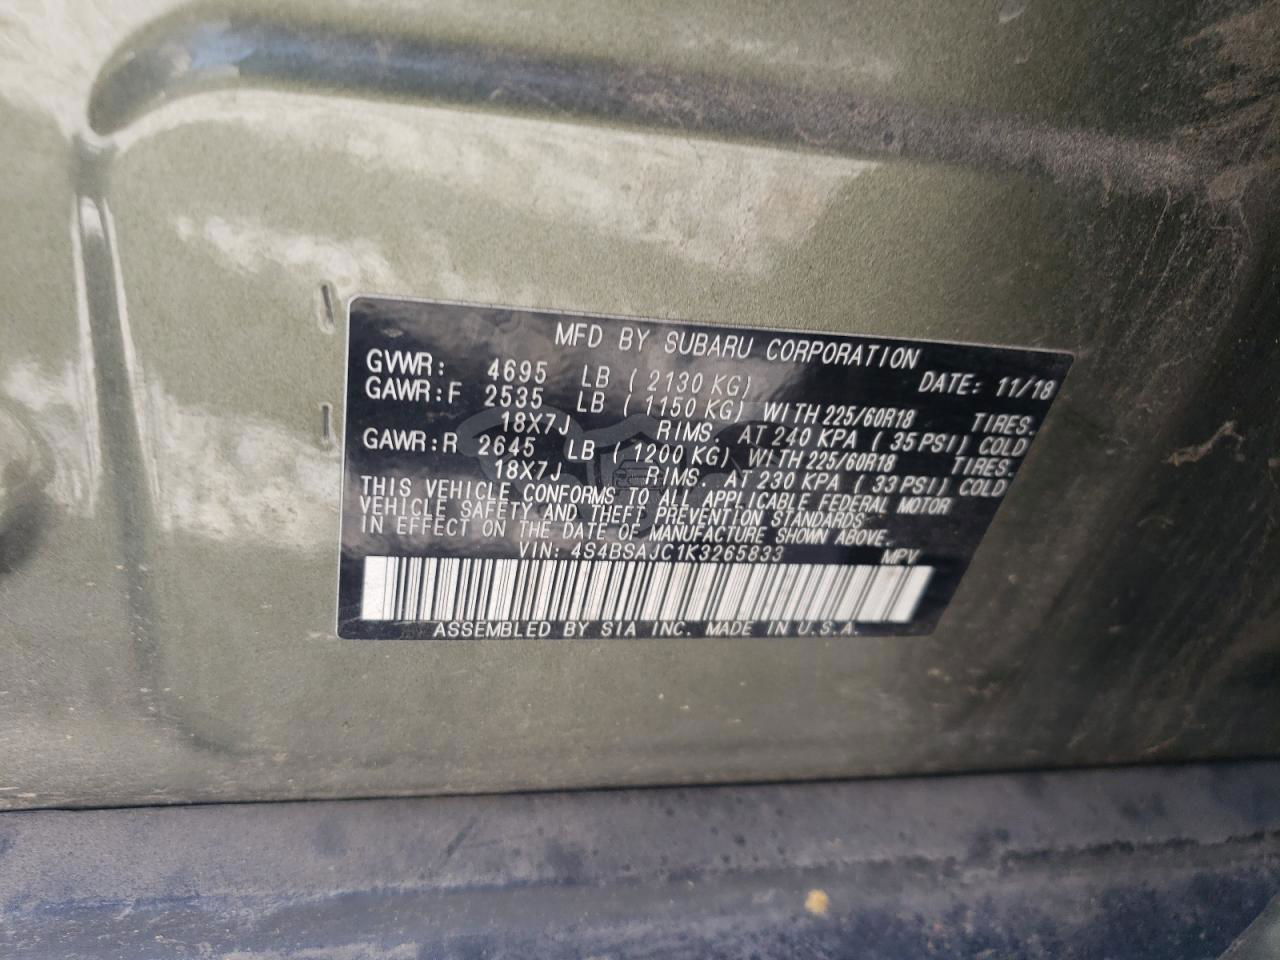 MFD BY SUBARU CORPORATION
GVWR: 4695 LB ( 2130 KG) DATE: 11/18
GAWR:F 2535 LB ( 1150 KG) WITH 225/60R18 TIRES.
18X7J RIMS. AT 240 KPA ( 35 PSI) COLD
GAWR:R 2645 LB ( 1200 KG) WITH 225/60R18 TIRES.
18X7J RIMS. AT 230 KPA ( 33 PSI) COLD
THIS VEHICLE CONFORMS TO ALL APPLICABLE FEDERAL MOTOR
VEHICLE SAFETY AND THEFT PREVENTION STANDARDS
IN EFFECT ON THE DATE OF MANUFACTURE SHOWN ABOVE.
VIN: 4S4BSAJC1K3265833 MPV
ASSEMBLED BY SIA INC. MADE IN U.S.A.